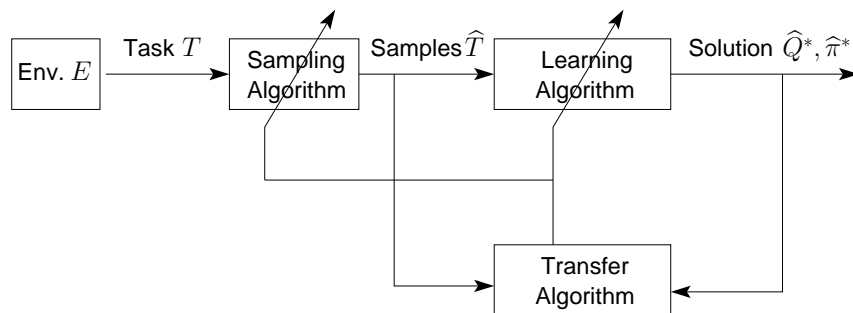 Env. E
Task T
Sampling
Algorithm
Samples T̂
Learning
Algorithm
Solution Q̂*, π̂*
Transfer
Algorithm